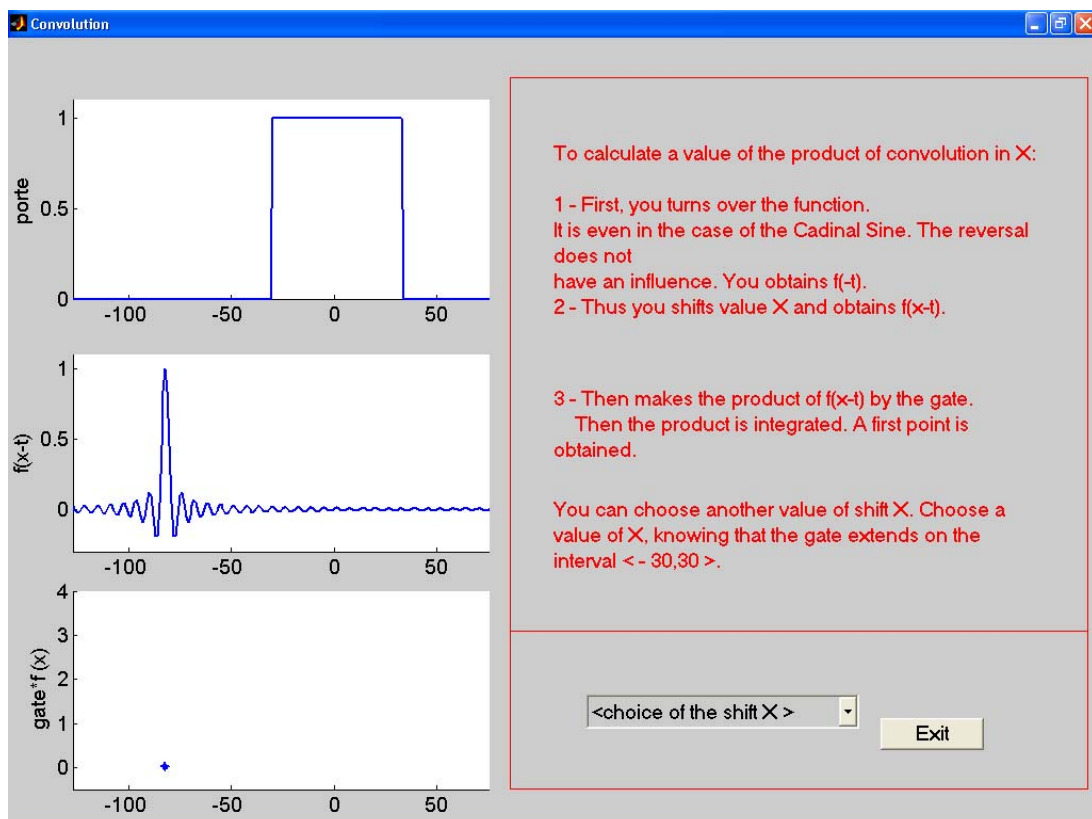 Convolution
1
0.5
0
porte
-100 -50 0 50
1
0.5
0
f(x-t)
-100 -50 0 50
4
3
2
1
0
gate*f (x)
-100 -50 0 50
To calculate a value of the product of convolution in X:
1 - First, you turns over the function.
It is even in the case of the Cadinal Sine. The reversal
does not
have an influence. You obtains f(-t).
2 - Thus you shifts value X and obtains f(x-t).
3 - Then makes the product of f(x-t) by the gate.
Then the product is integrated. A first point is
obtained.
You can choose another value of shift X. Choose a
value of X, knowing that the gate extends on the
interval < - 30,30 >.
<choice of the shift X >
Exit